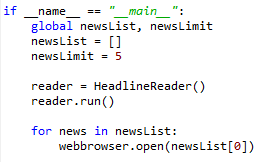 if __name__ == "__main__":
    global newsList, newsLimit
    newsList = []
    newsLimit = 5
    reader = HeadlineReader()
    reader.run()
    for news in newsList:
        webbrowser.open(newsList[0])